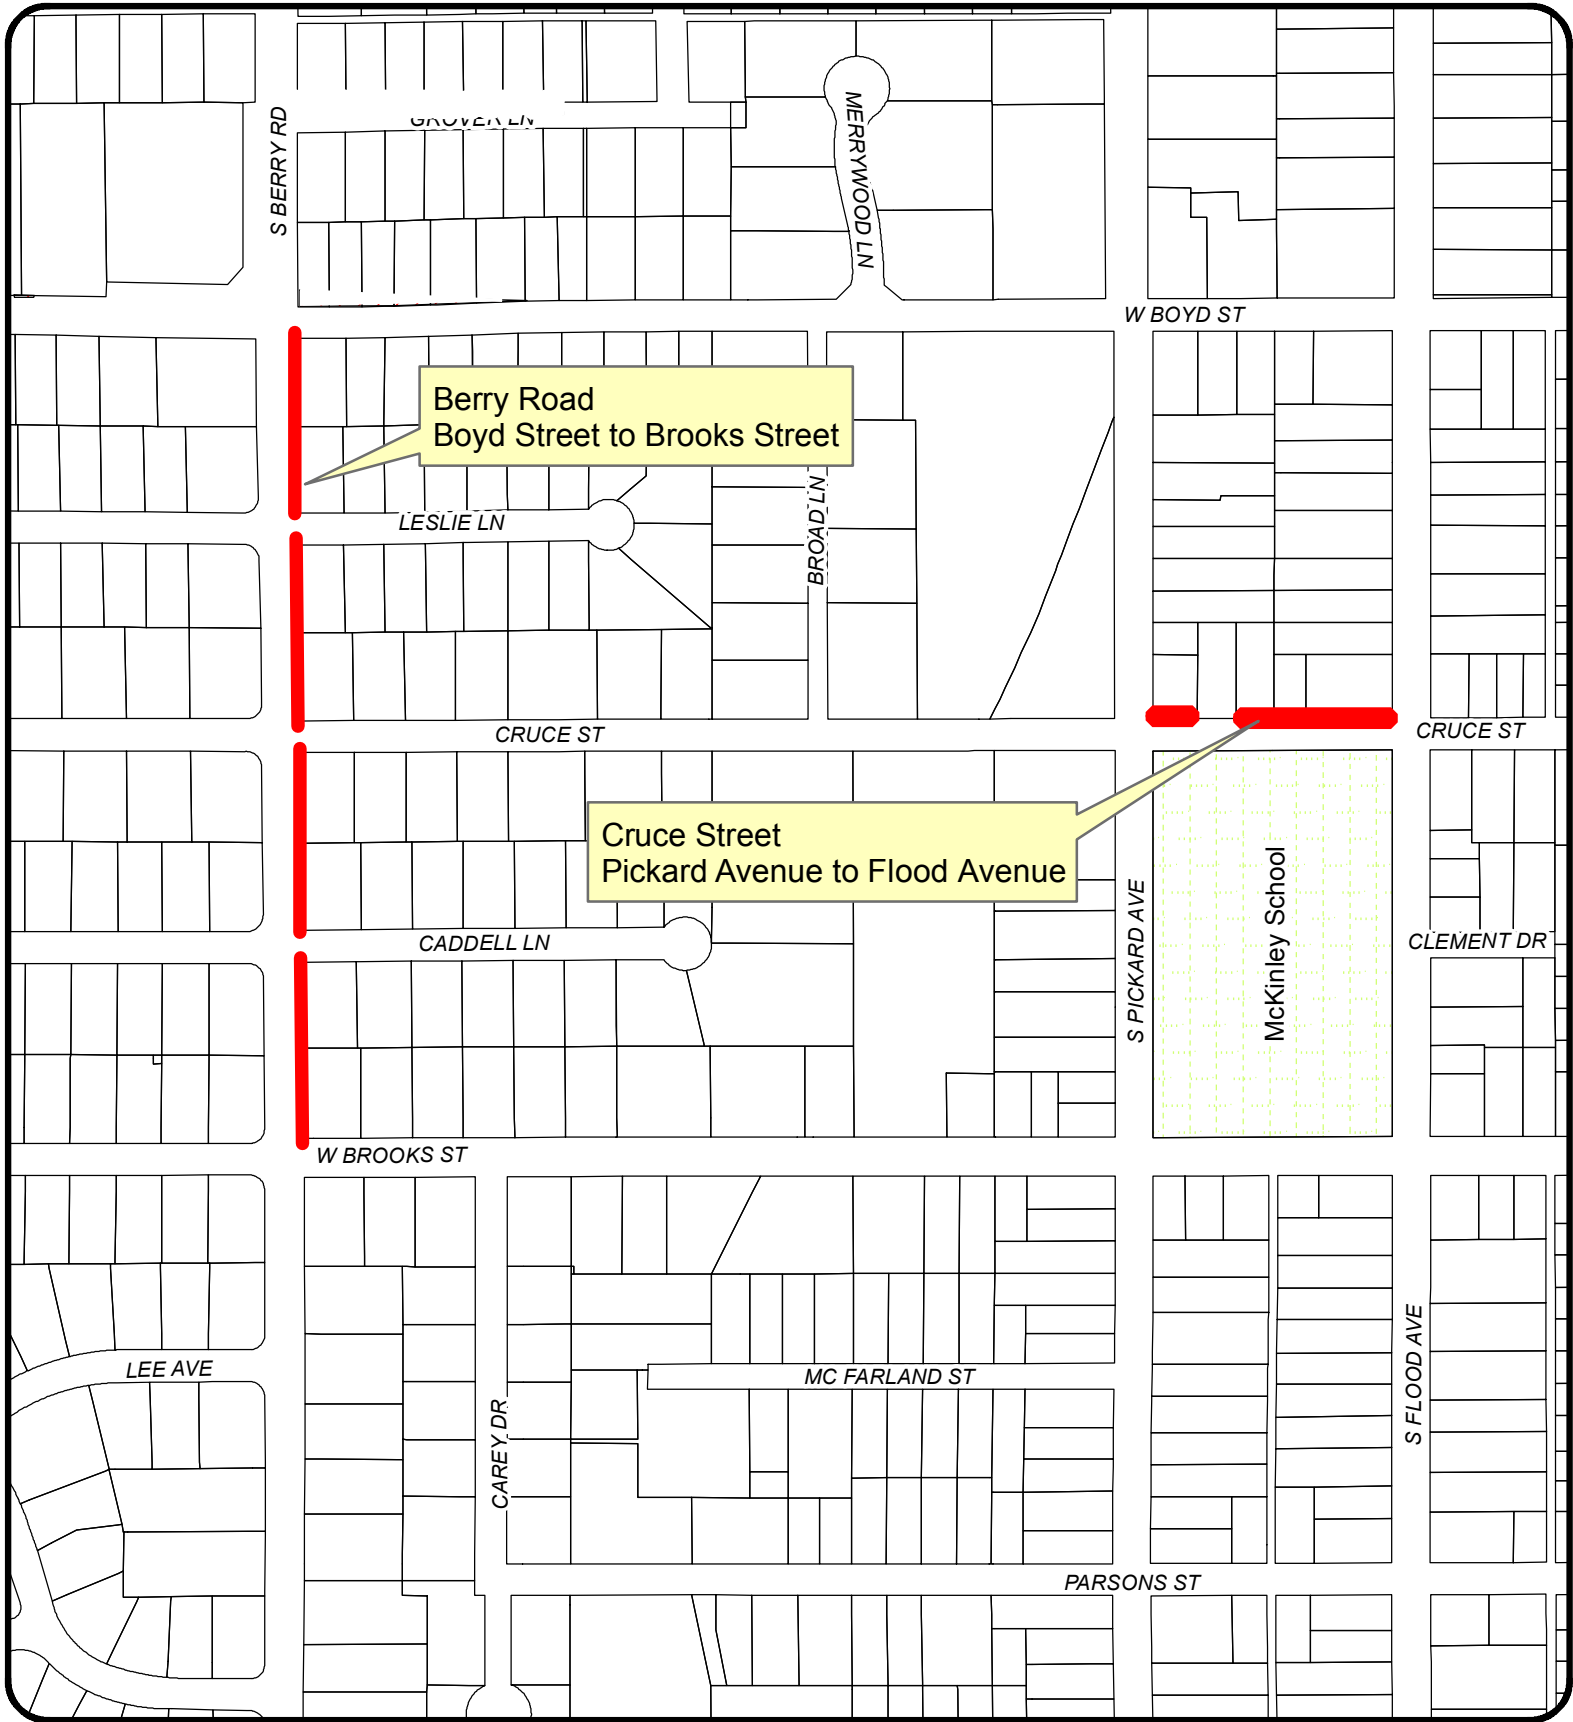 GROVER LN
S BERRY RD
MERRYWOOD LN
W BOYD ST
Berry Road
Boyd Street to Brooks Street
LESLIE LN
BROAD LN
CRUCE ST
CRUCE ST
Cruce Street
Pickard Avenue to Flood Avenue
S PICKARD AVE
McKinley School
CADDELL LN
CLEMENT DR
W BROOKS ST
LEE AVE
MC FARLAND ST
S FLOOD AVE
CAREY DR
PARSONS ST